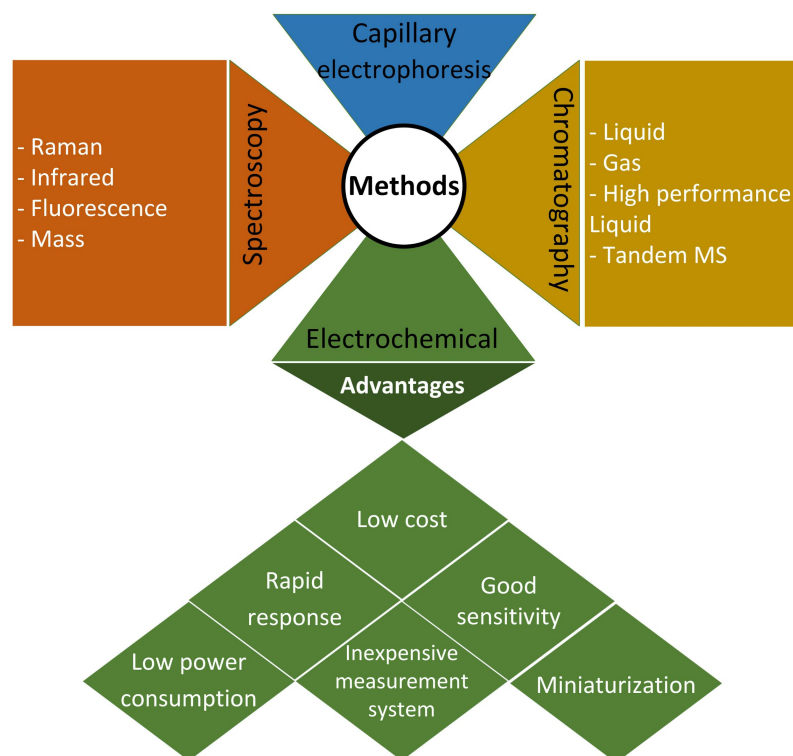 Capillary
electrophoresis
- Raman
- Infrared
- Fluorescence
- Mass
Spectroscopy
Methods
Chromatography
- Liquid
- Gas
- High performance
Liquid
- Tandem MS
Electrochemical
Advantages
Low cost
Rapid
response
Good
sensitivity
Low power
consumption
Inexpensive
measurement
system
Miniaturization